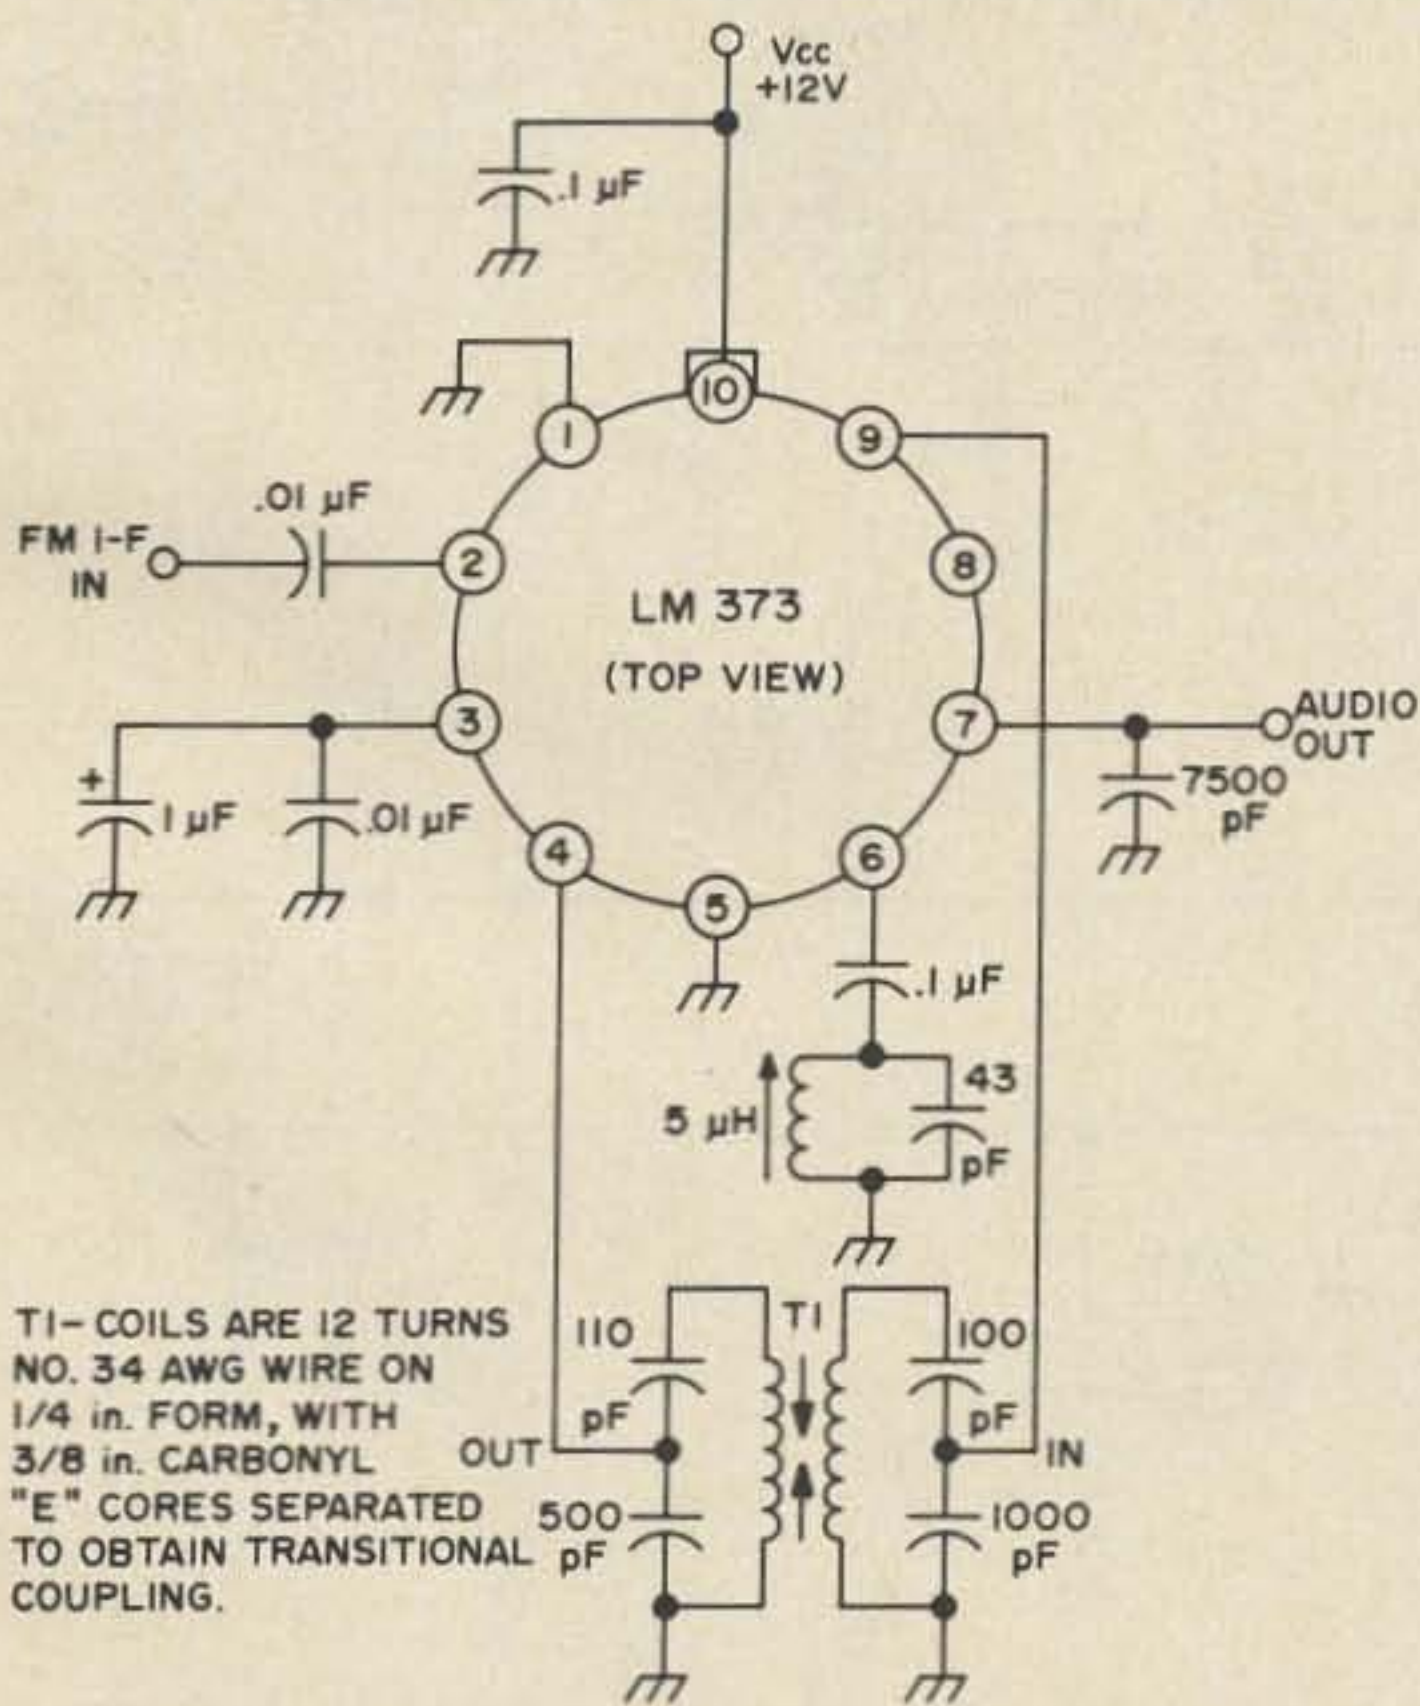 Vcc
+12V
.1 µF
10
1
9
.01 µF
FM i-F
IN
2
8
LM 373
(TOP VIEW)
3
7
AUDIO
OUT
+
1 µF
.01 µF
7500
pF
4
6
5
.1 µF
5 µH
43
pF
T1-COILS ARE 12 TURNS
NO. 34 AWG WIRE ON
1/4 in. FORM, WITH
3/8 in. CARBONYL
"E" CORES SEPARATED
TO OBTAIN TRANSITIONAL
COUPLING.
110
pF
T1
100
pF
OUT
IN
500
pF
1000
pF